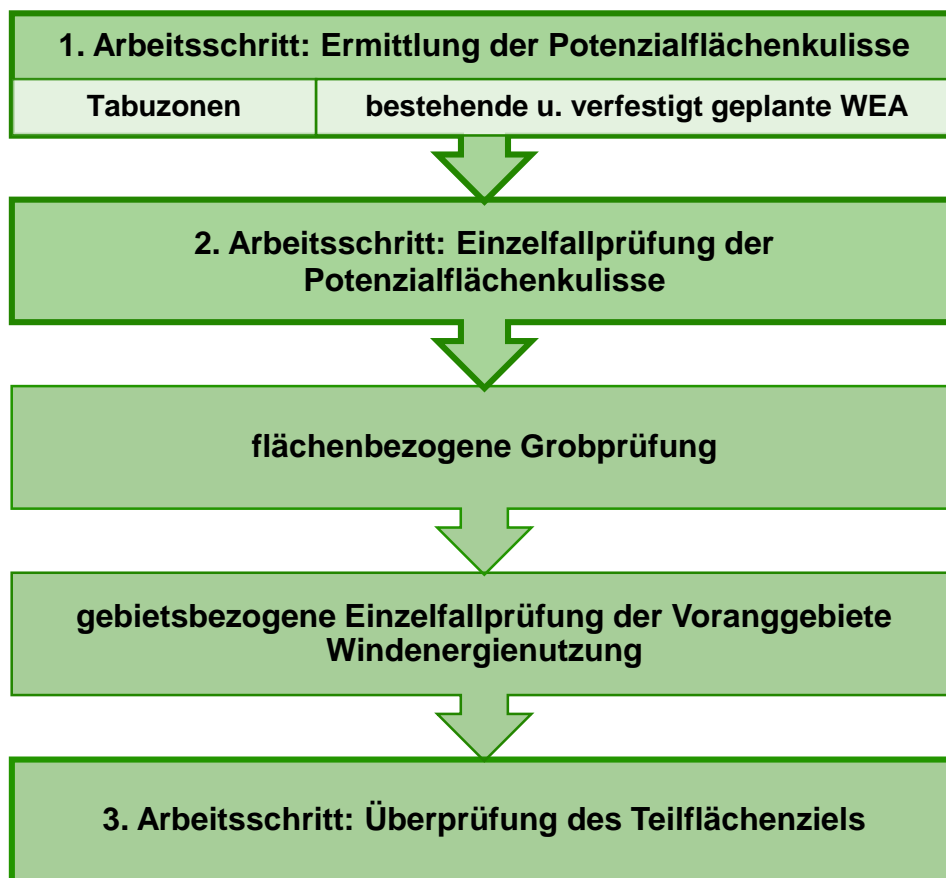 1. Arbeitsschritt: Ermittlung der Potenzialflächenkulisse
Tabuzonen
bestehende u. verfestigt geplante WEA
2. Arbeitsschritt: Einzelfallprüfung der
Potenzialflächenkulisse
flächenbezogene Grobprüfung
gebietsbezogene Einzelfallprüfung der Voranggebiete
Windenergienutzung
3. Arbeitsschritt: Überprüfung des Teilflächenziels